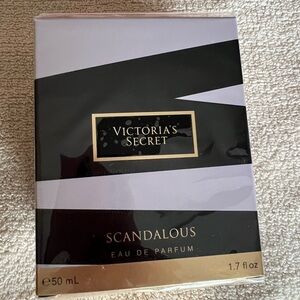 VICTORIA'S
SECRET
SCANDALOUS
EAU DE PARFUM
℮50 mL 1.7 fl oz